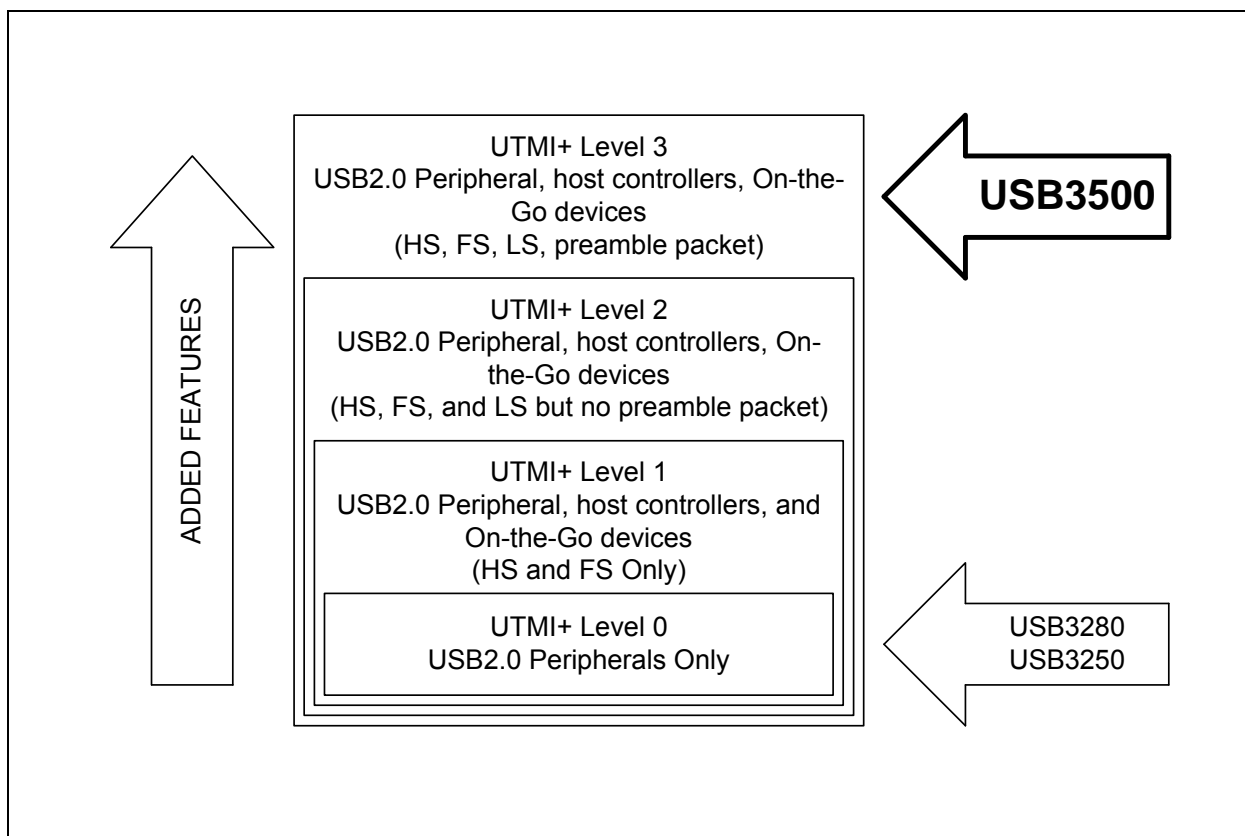 UTMI+ Level 3
USB2.0 Peripheral, host controllers, On-the-
Go devices
(HS, FS, LS, preamble packet)
USB3500
ADDED FEATURES
UTMI+ Level 2
USB2.0 Peripheral, host controllers, On-
the-Go devices
(HS, FS, and LS but no preamble packet)
UTMI+ Level 1
USB2.0 Peripheral, host controllers, and
On-the-Go devices
(HS and FS Only)
UTMI+ Level 0
USB2.0 Peripherals Only
USB3280
USB3250